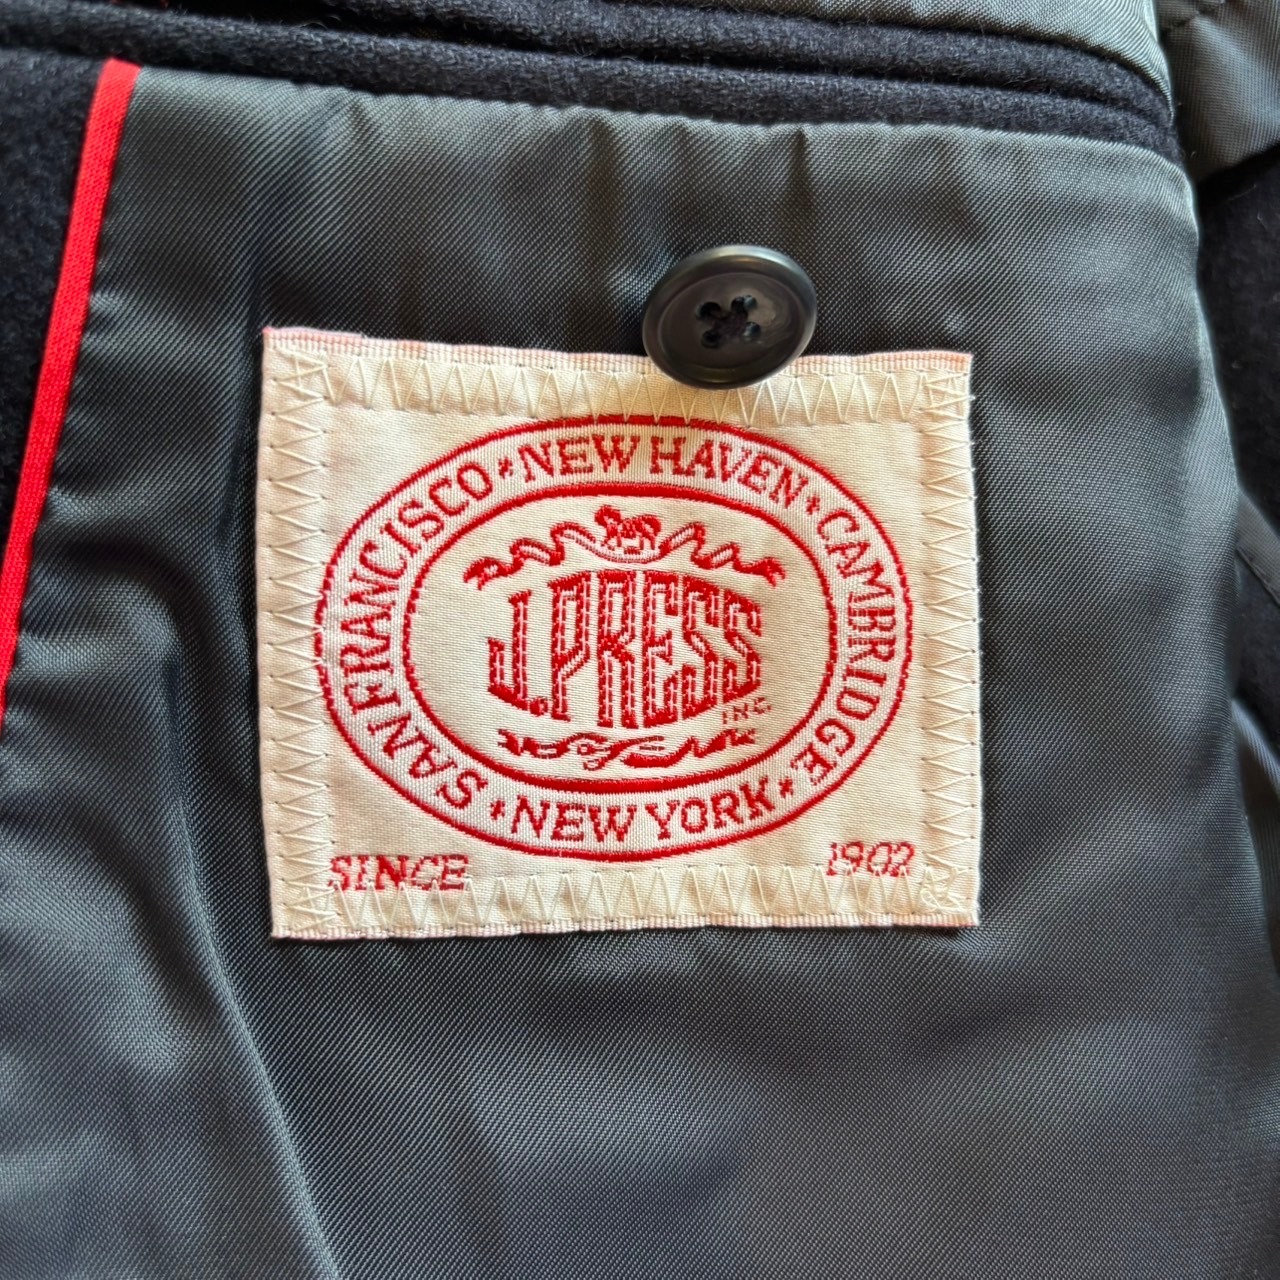 SAN FRANCISCO * NEW HAVEN * CAMBRIDGE * NEW YORK *
J. PRESS
INC.
SINCE 1902